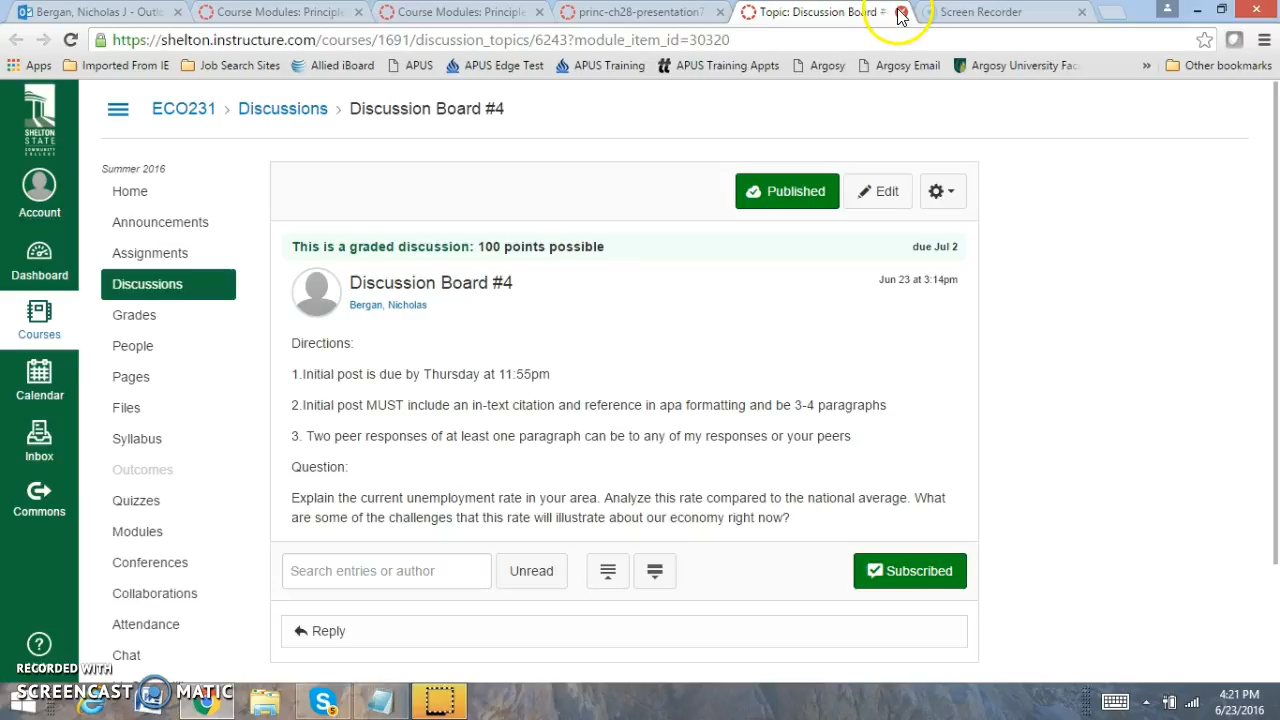 Bergan, Nicholas J - Outlo
Course Modules: Principle
Course Modules: Principle
princ-ch28-presentation7
Topic: Discussion Board #
Screen Recorder
https://shelton.instructure.com/courses/1691/discussion_topics/6243?module_item_id=30320
Apps Imported From IE Job Search Sites Allied iBoard APUS APUS Edge Test APUS Training APUS Training Appts Argosy Argosy Email Argosy University Fac » Other bookmarks
SHELTON
STATE
COMMUNITY
COLLEGE
Account
Dashboard
Courses
Calendar
Inbox
Commons
ECO231 › Discussions › Discussion Board #4
Summer 2016
Home
Announcements
Assignments
Discussions
Grades
People
Pages
Files
Syllabus
Outcomes
Quizzes
Modules
Conferences
Collaborations
Attendance
Chat
Published Edit
This is a graded discussion: 100 points possible due Jul 2
Discussion Board #4 Jun 23 at 3:14pm
Bergan, Nicholas
Directions:
1.Initial post is due by Thursday at 11:55pm
2.Initial post MUST include an in-text citation and reference in apa formatting and be 3-4 paragraphs
3. Two peer responses of at least one paragraph can be to any of my responses or your peers
Question:
Explain the current unemployment rate in your area. Analyze this rate compared to the national average. What
are some of the challenges that this rate will illustrate about our economy right now?
Search entries or author Unread Subscribed
Reply
RECORDED WITH
SCREENCAST MATIC
4:21 PM
6/23/2016